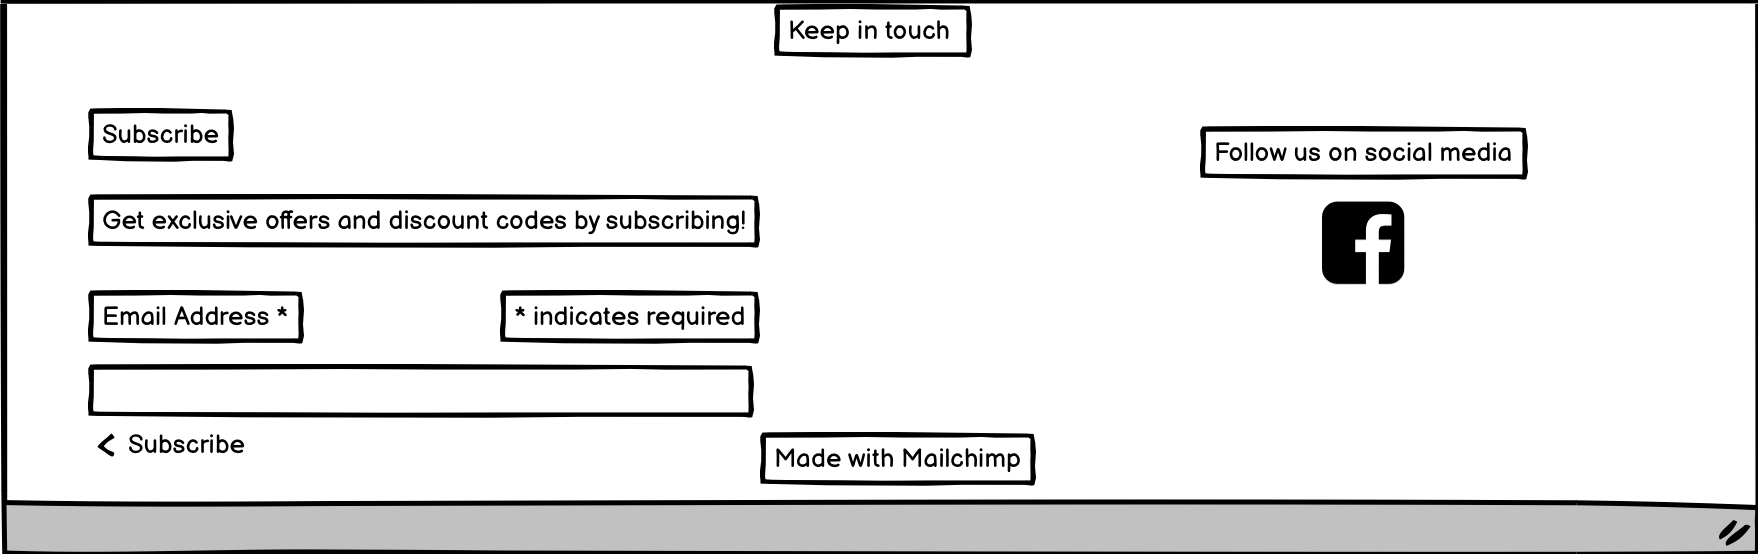 Keep in touch
Subscribe
Follow us on social media
Get exclusive offers and discount codes by subscribing!
Email Address *
* indicates required
< Subscribe
Made with Mailchimp